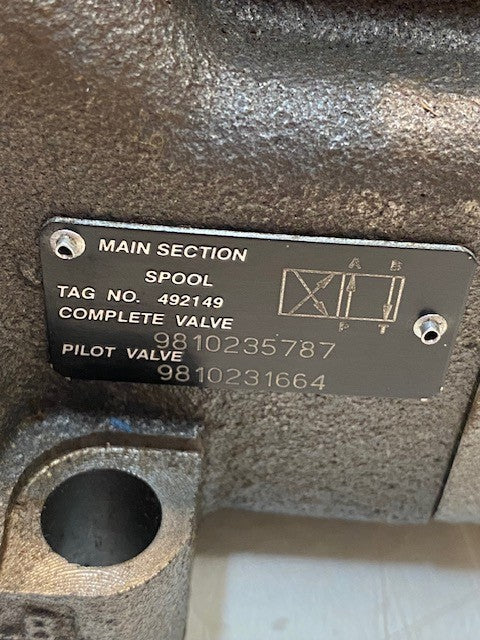 MAIN SECTION
SPOOL
A B
TAG NO. 492149
P T
COMPLETE VALVE
9810235787
PILOT VALVE
9810231664
B